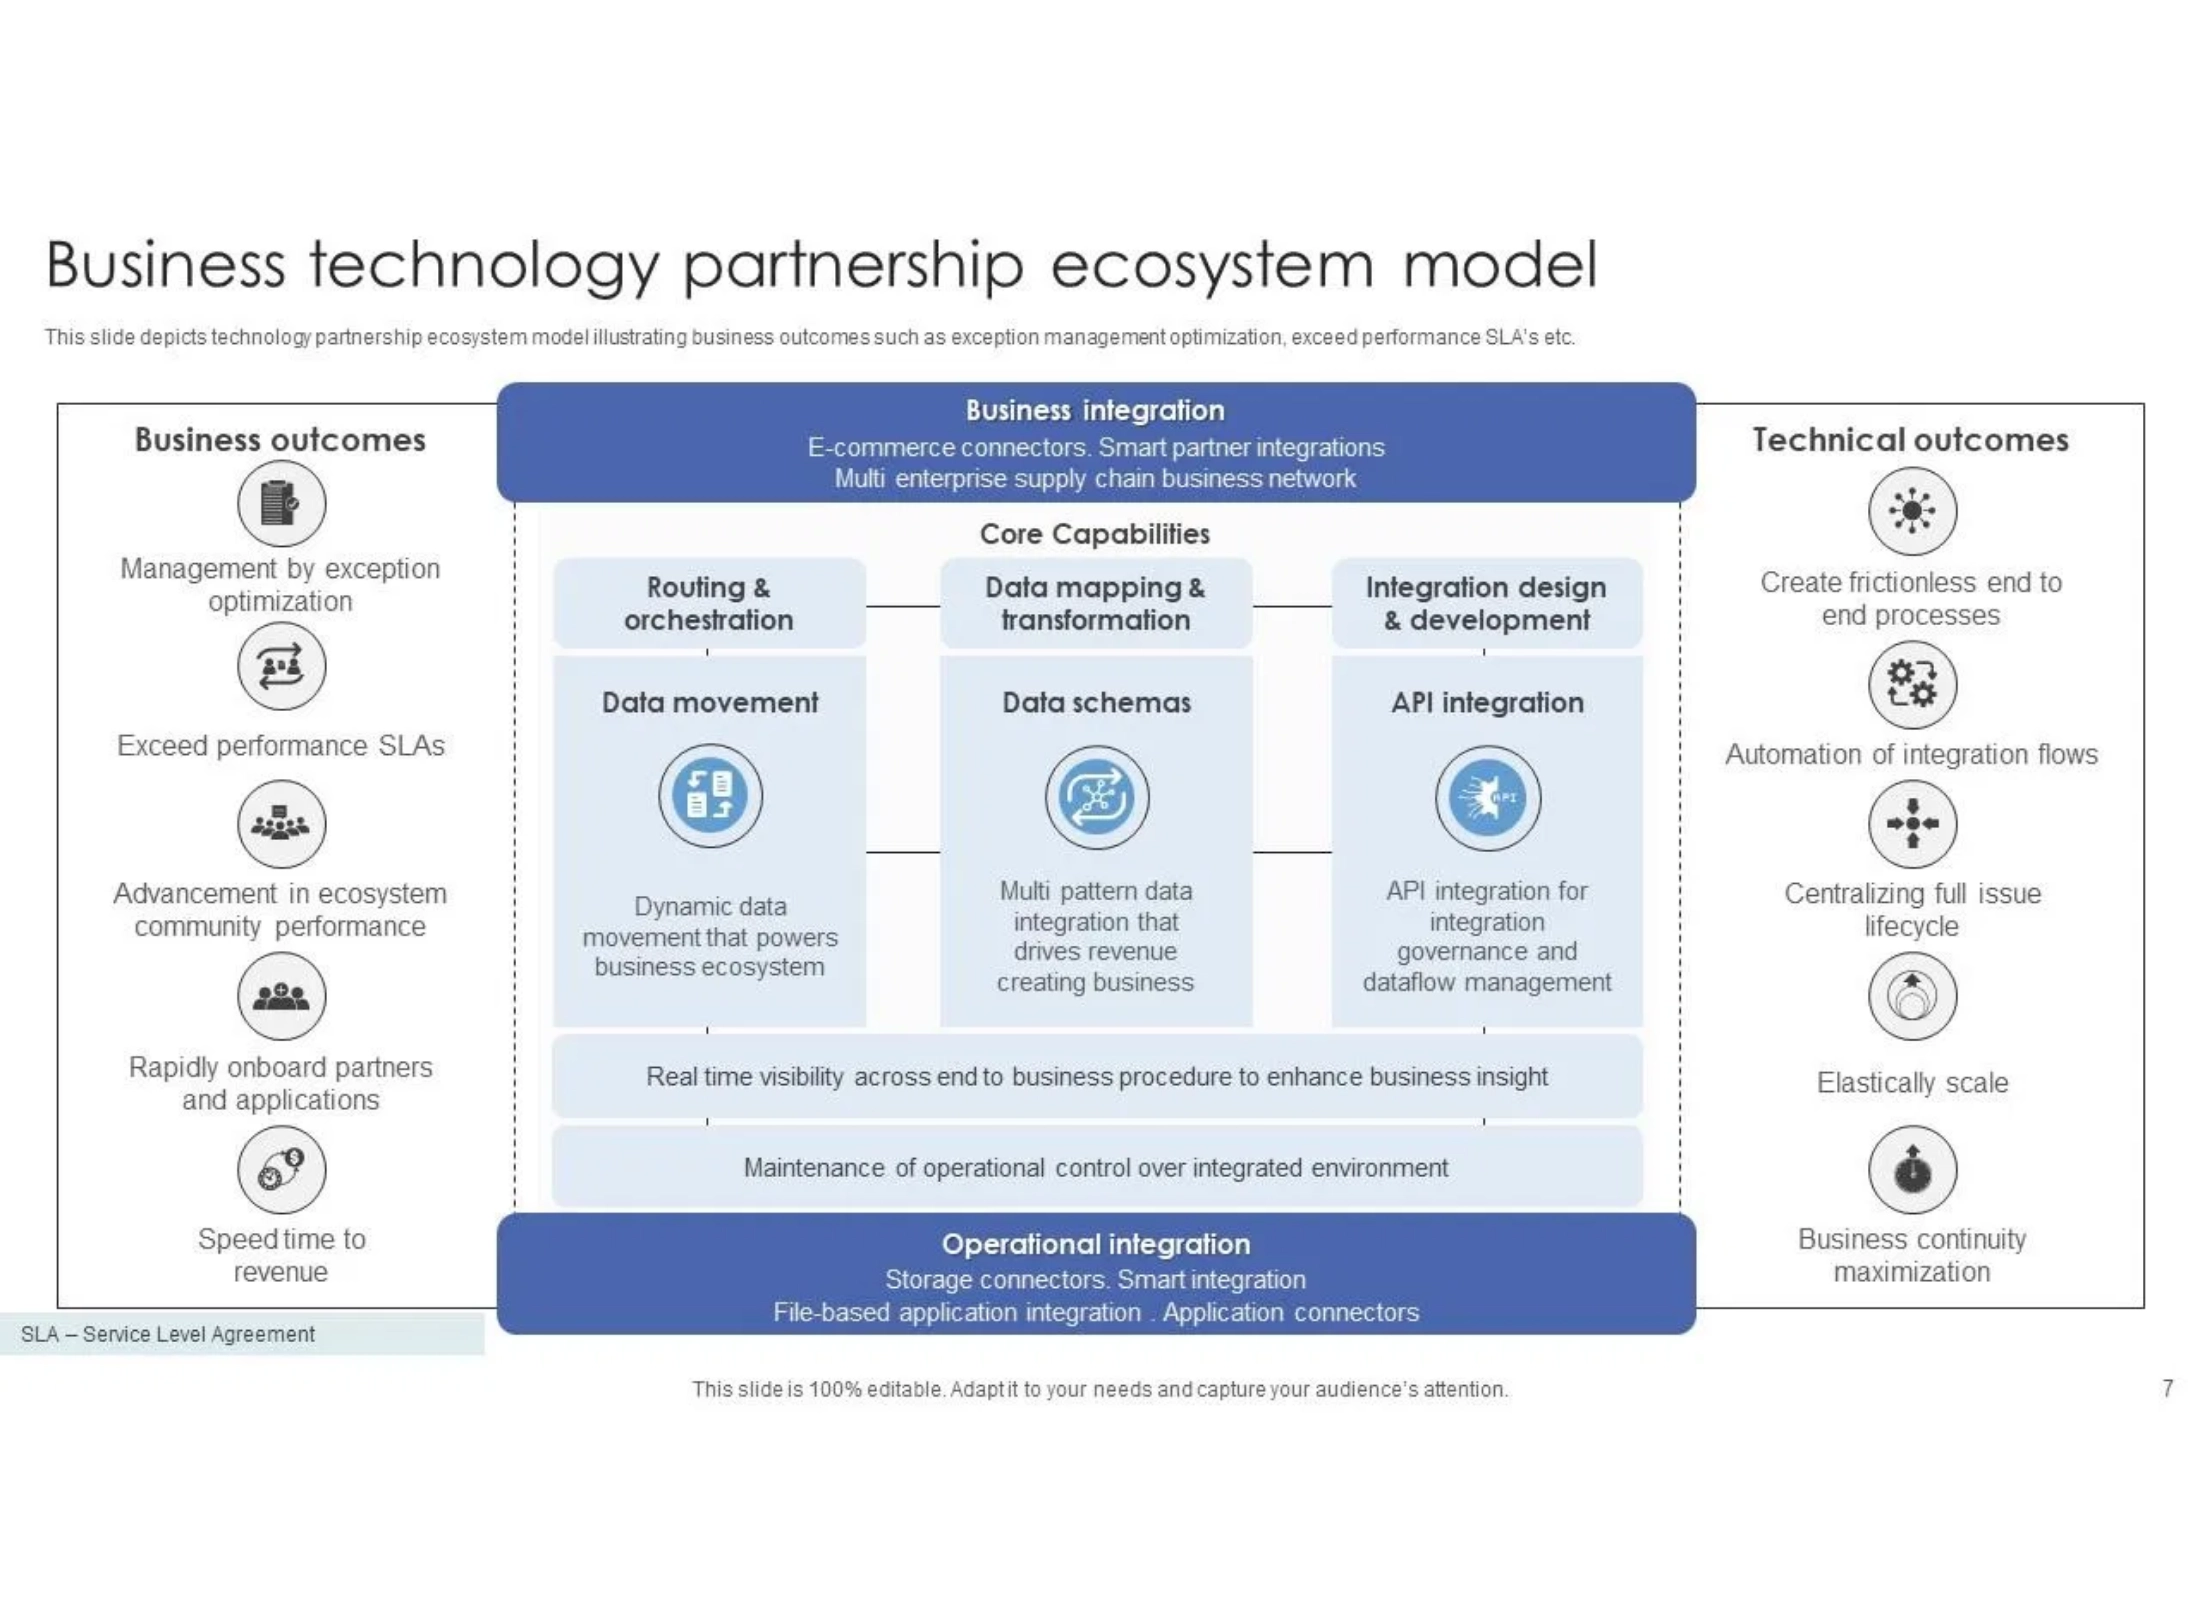 Business technology partnership ecosystem model
This slide depicts technology partnership ecosystem model illustrating business outcomes such as exception management optimization, exceed performance SLA's etc.
Business outcomes
Management by exception
optimization
Exceed performance SLAs
Advancement in ecosystem
community performance
Rapidly onboard partners
and applications
Speed time to
revenue
Business integration
E-commerce connectors. Smart partner integrations
Multi enterprise supply chain business network
Core Capabilities
Routing &
orchestration
Data mapping &
transformation
Integration design
& development
Data movement
Dynamic data
movement that powers
business ecosystem
Data schemas
Multi pattern data
integration that
drives revenue
creating business
API integration
API
API integration for
integration
governance and
dataflow management
Real time visibility across end to business procedure to enhance business insight
Maintenance of operational control over integrated environment
Operational integration
Storage connectors. Smart integration
File-based application integration . Application connectors
Technical outcomes
Create frictionless end to
end processes
Automation of integration flows
Centralizing full issue
lifecycle
Elastically scale
Business continuity
maximization
SLA – Service Level Agreement
This slide is 100% editable. Adapt it to your needs and capture your audience's attention.
7